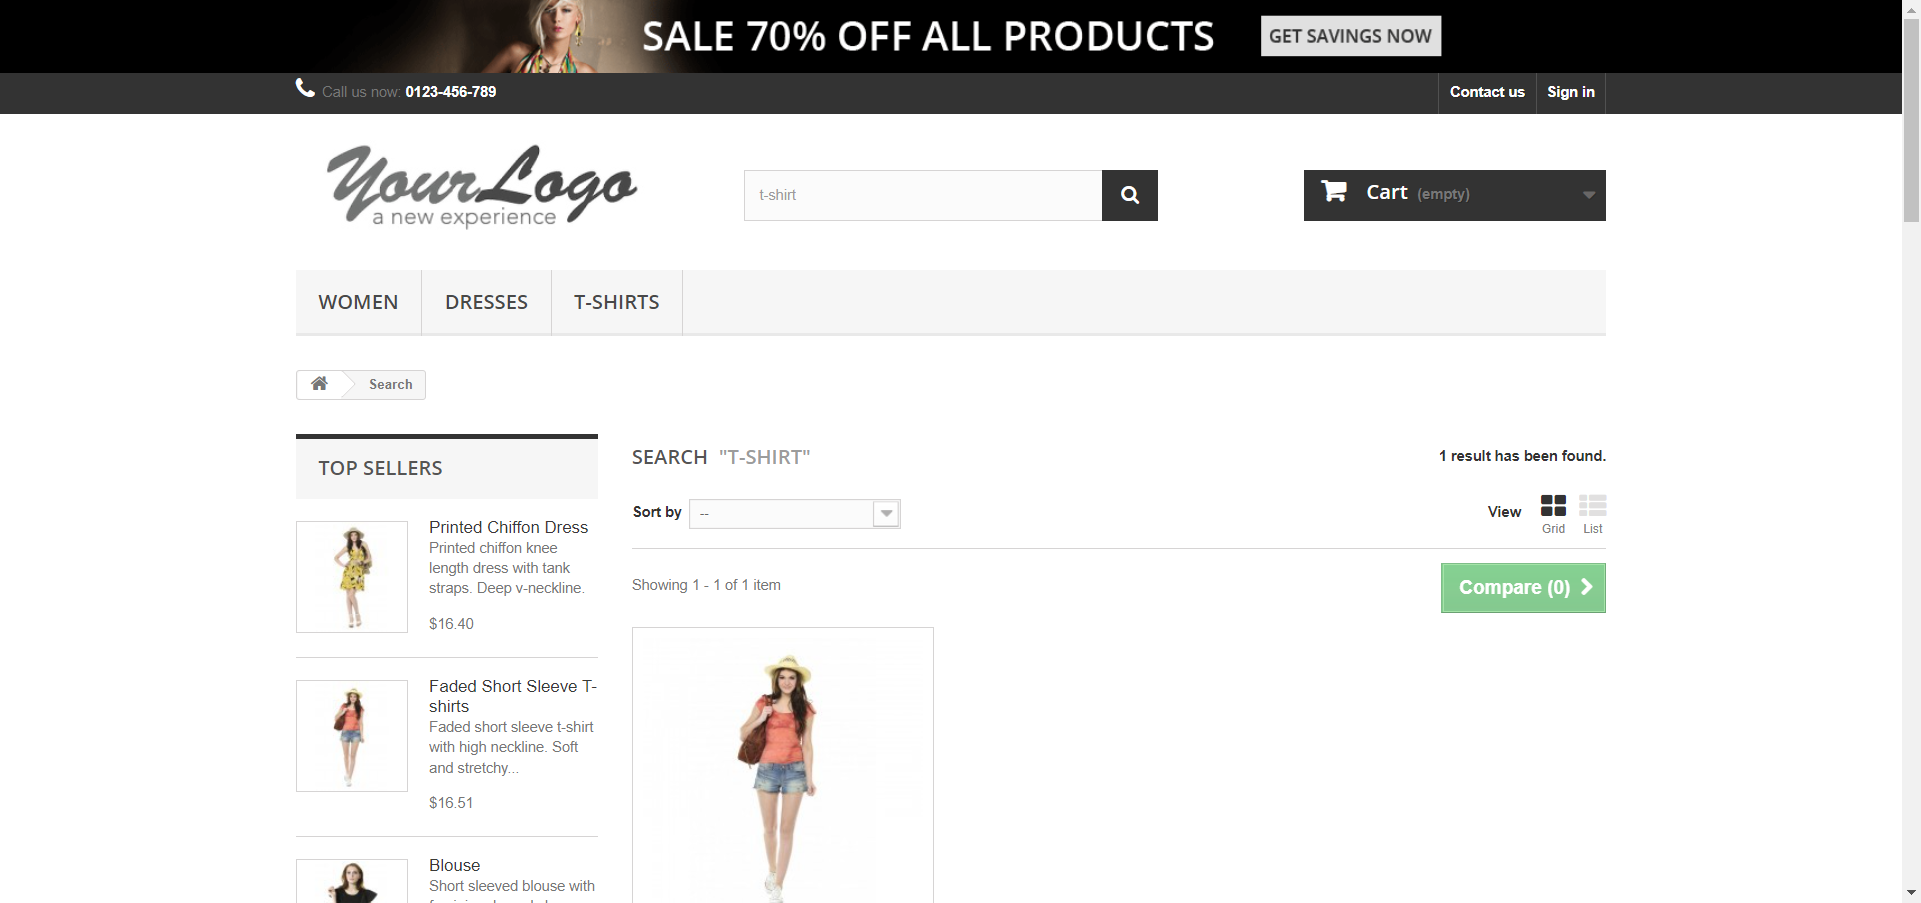 SALE 70% OFF ALL PRODUCTS GET SAVINGS NOW
Call us now: 0123-456-789 Contact us Sign in
YourLogo
a new experience
t-shirt
Cart (empty)
WOMEN DRESSES T-SHIRTS
Search
TOP SELLERS
Printed Chiffon Dress
Printed chiffon knee
length dress with tank
straps. Deep v-neckline.
$16.40
Faded Short Sleeve T-
shirts
Faded short sleeve t-shirt
with high neckline. Soft
and stretchy...
$16.51
Blouse
Short sleeved blouse with
SEARCH "T-SHIRT"
1 result has been found.
Sort by --
View
Grid List
Showing 1 - 1 of 1 item
Compare (0)